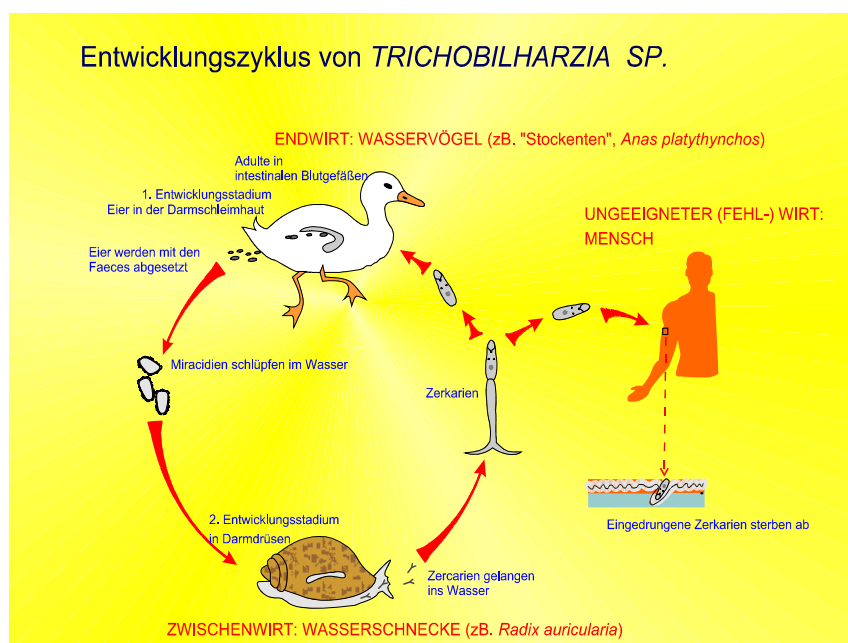 Entwicklungszyklus von TRICHOBILHARZIA SP.
ENDWIRT: WASSERVÖGEL (zB. "Stockenten", Anas platythynchos)
Adulte in
intestinalen Blutgefäßen
1. Entwicklungsstadium
Eier in der Darmschleimhaut
Eier werden mit den
Faeces abgesetzt
UNGEEIGNETER (FEHL-) WIRT:
MENSCH
Miracidien schlüpfen im Wasser
Zerkarien
2. Entwicklungsstadium
in Darmdrüsen
Eingedrungene Zerkarien sterben ab
Zercarien gelangen
ins Wasser
ZWISCHENWIRT: WASSERSCHNECKE (zB. Radix auricularia)